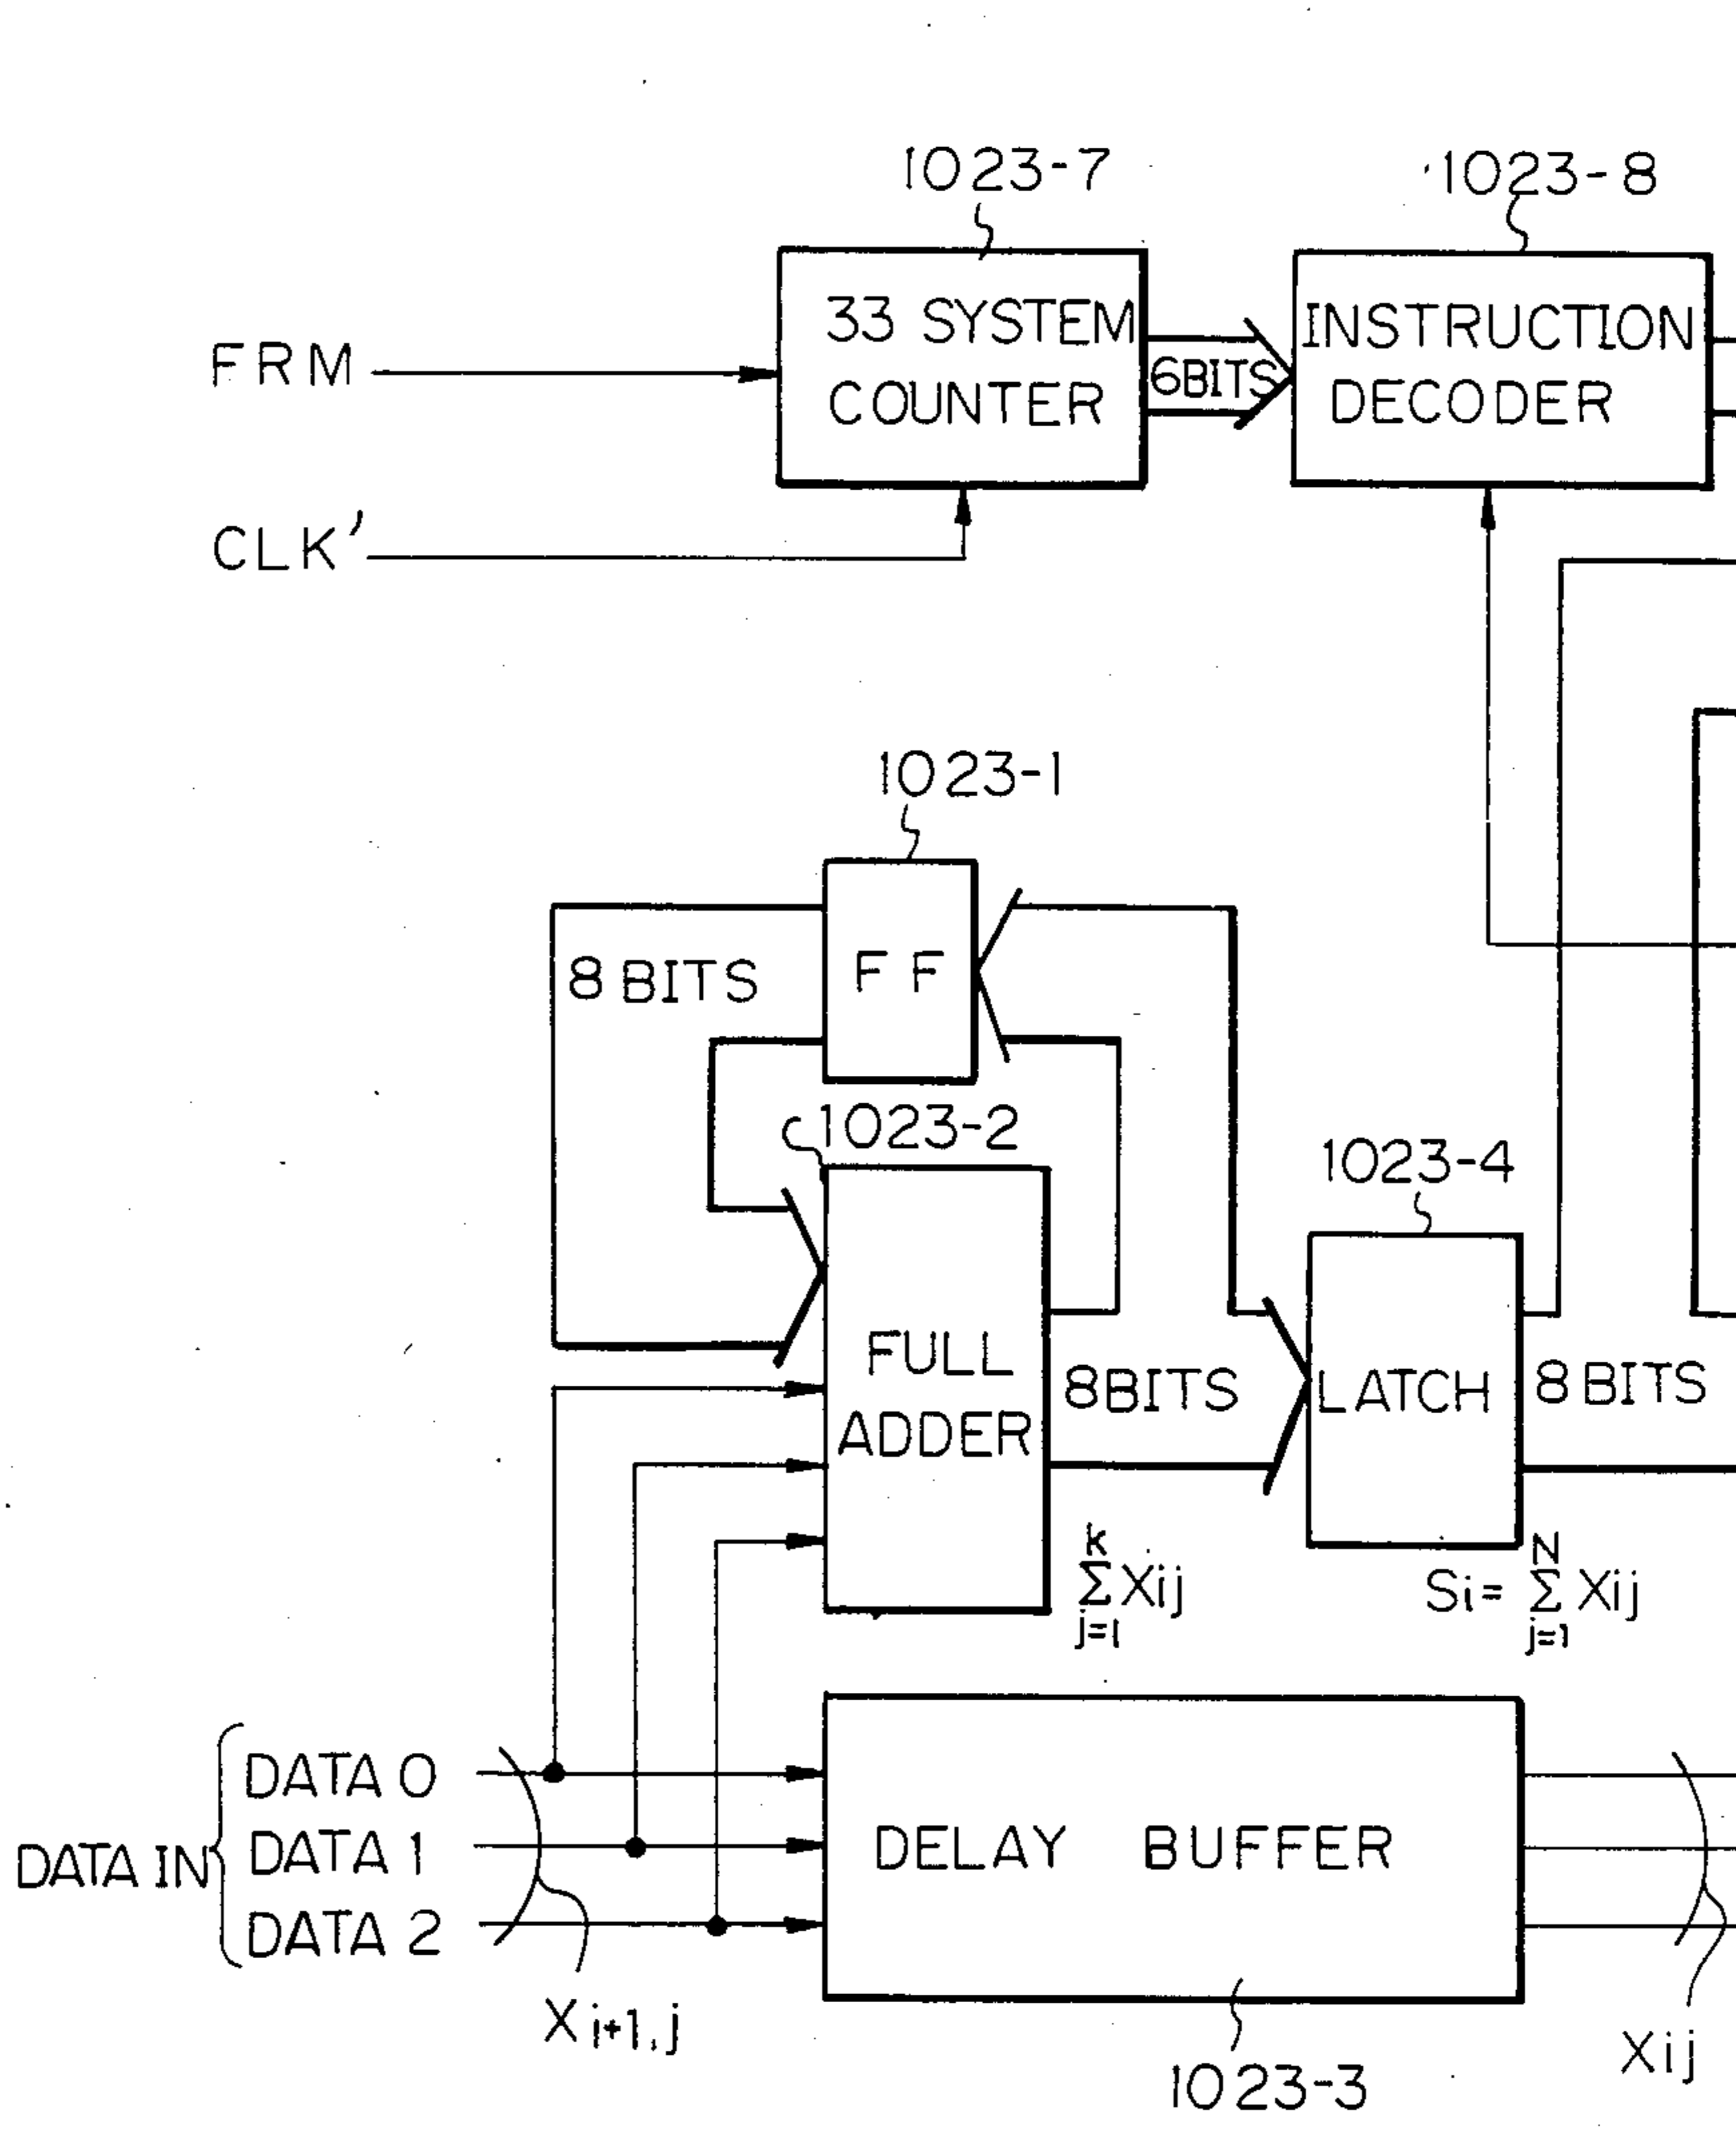 1023-7
1023-8
33 SYSTEM
COUNTER
6BITS
INSTRUCTION
DECODER
FRM
CLK'
1023-1
8 BITS
FF
1023-2
1023-4
FULL
ADDER
8BITS
LATCH
8 BITS
k
Σ Xij
j=1
N
Si= Σ Xij
j=1
DATA IN
DATA 0
DATA 1
DATA 2
DELAY BUFFER
Xi+1,j
1023-3
Xij